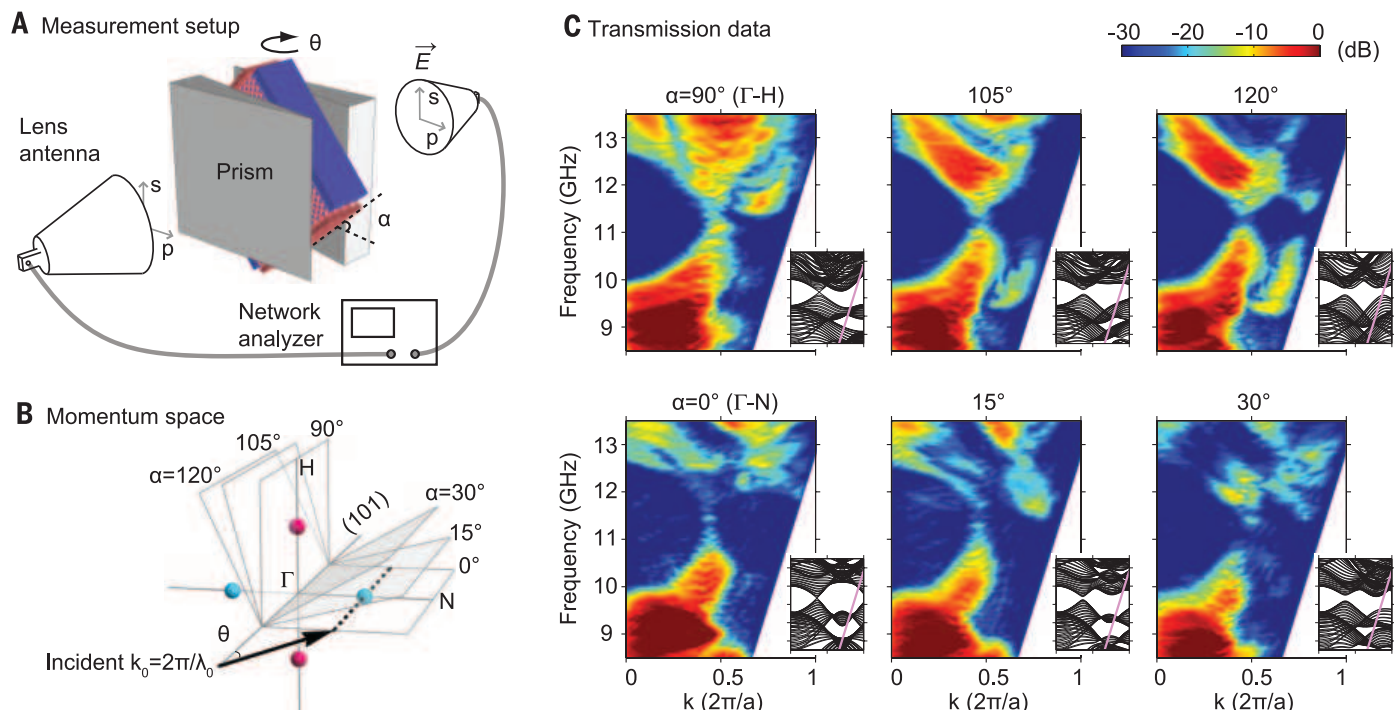 A Measurement setup
θ
E
s
p
Lens
antenna
Prism
s
p
α
Network
analyzer
B Momentum space
90°
105°
α=120°
H
(101)
α=30°
15°
0°
Γ
N
θ
Incident k₀=2π/λ₀
C Transmission data
-30 -20 -10 0
(dB)
α=90° (Γ-H) 105° 120°
Frequency (GHz)
13
12
11
10
9
α=0° (Γ-N) 15° 30°
Frequency (GHz)
13
12
11
10
9
0 0.5 1 0 0.5 1 0 0.5 1
k (2π/a) k (2π/a) k (2π/a)